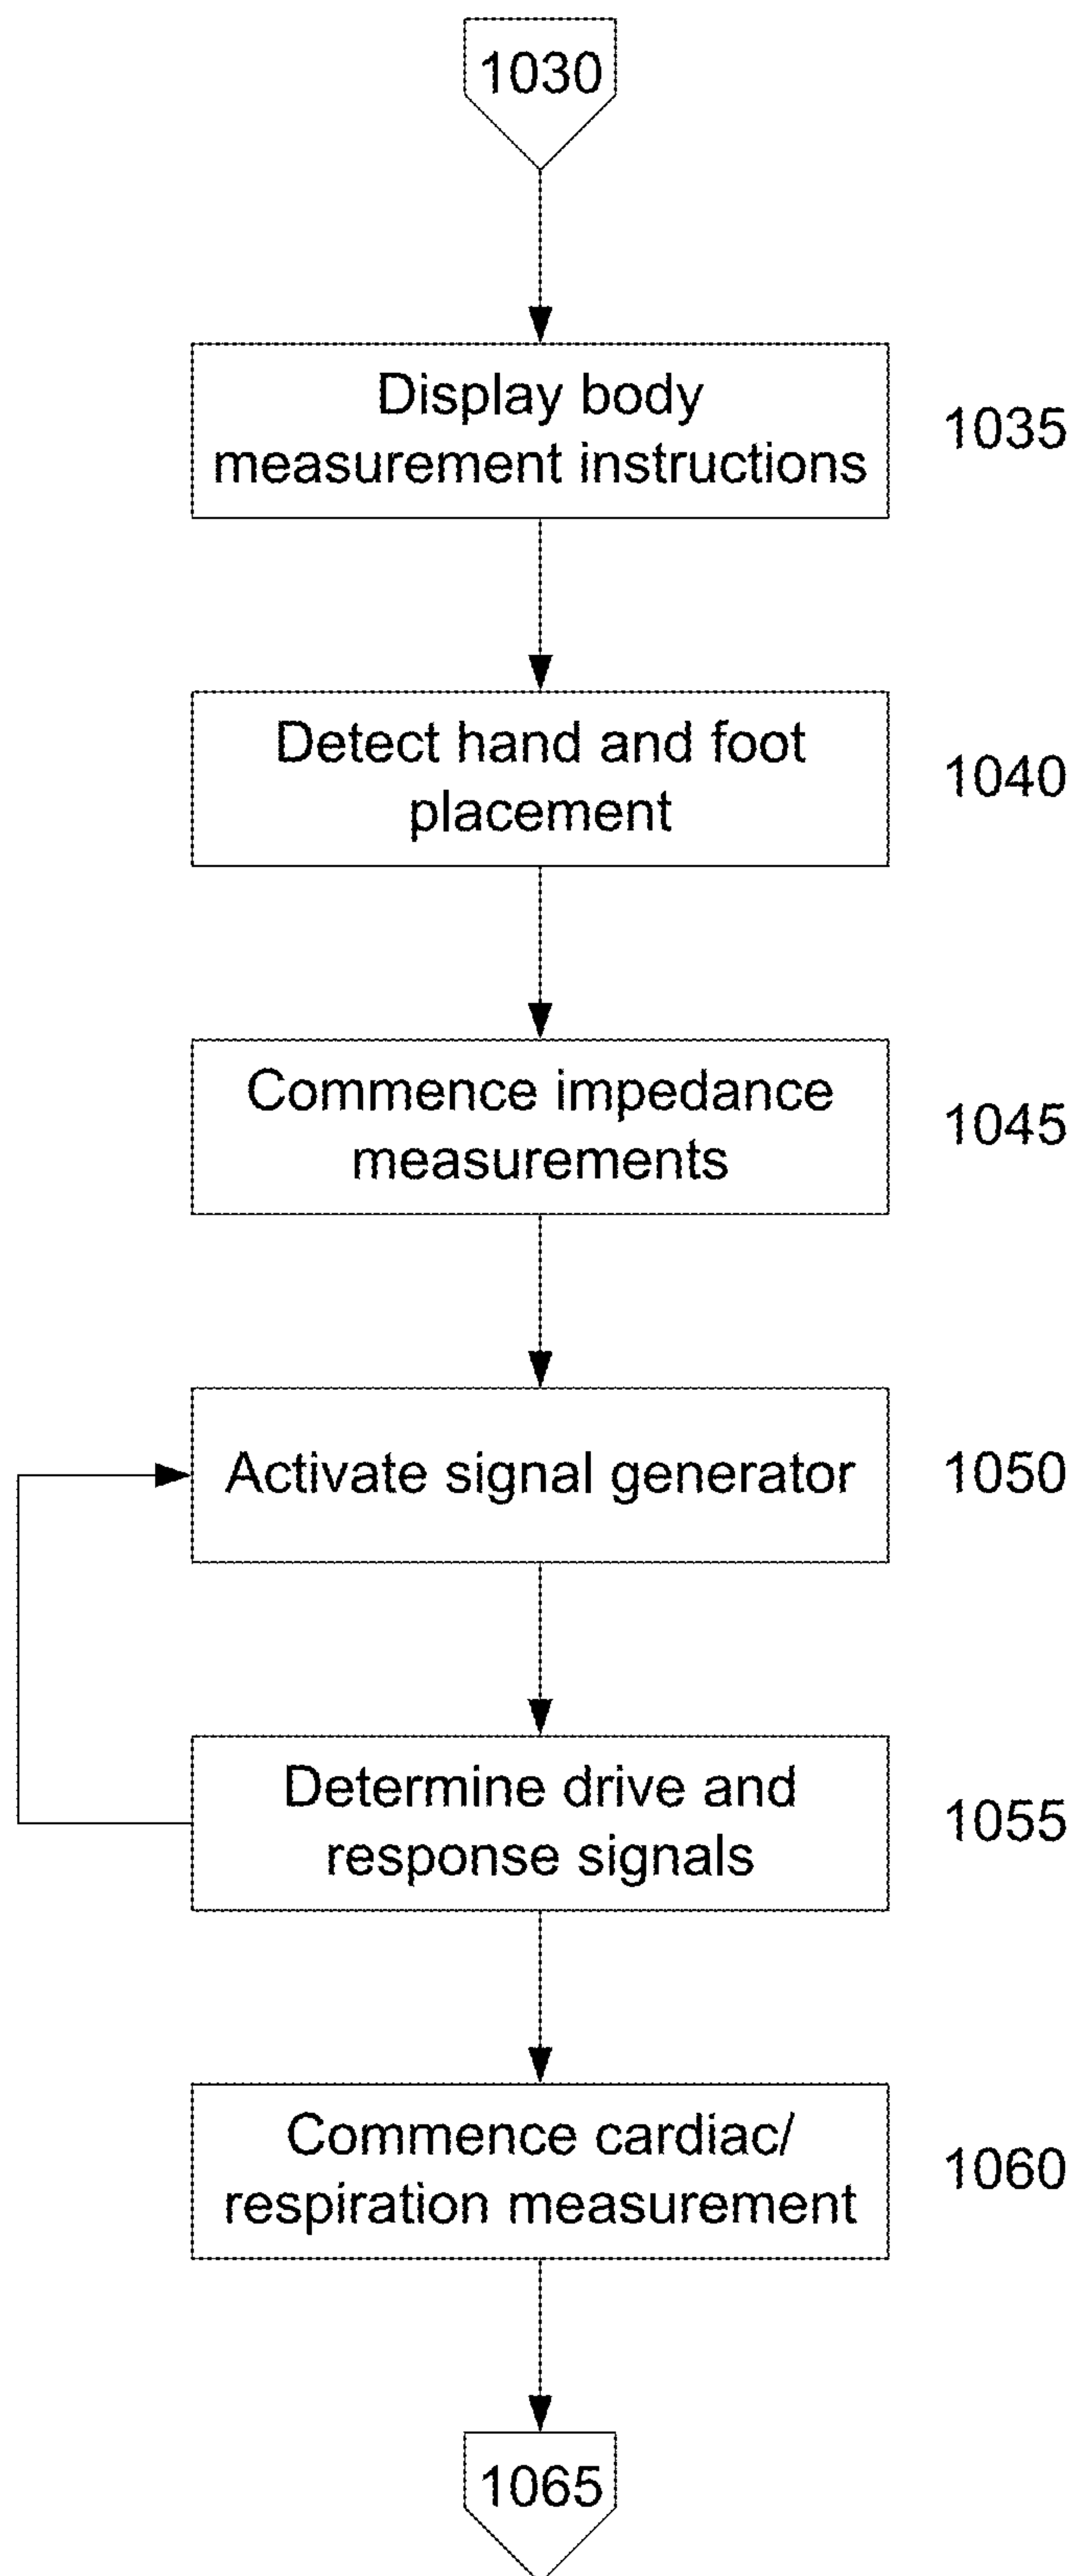 1030
Display body
measurement instructions
1035
Detect hand and foot
placement
1040
Commence impedance
measurements
1045
Activate signal generator
1050
Determine drive and
response signals
1055
Commence cardiac/
respiration measurement
1060
1065